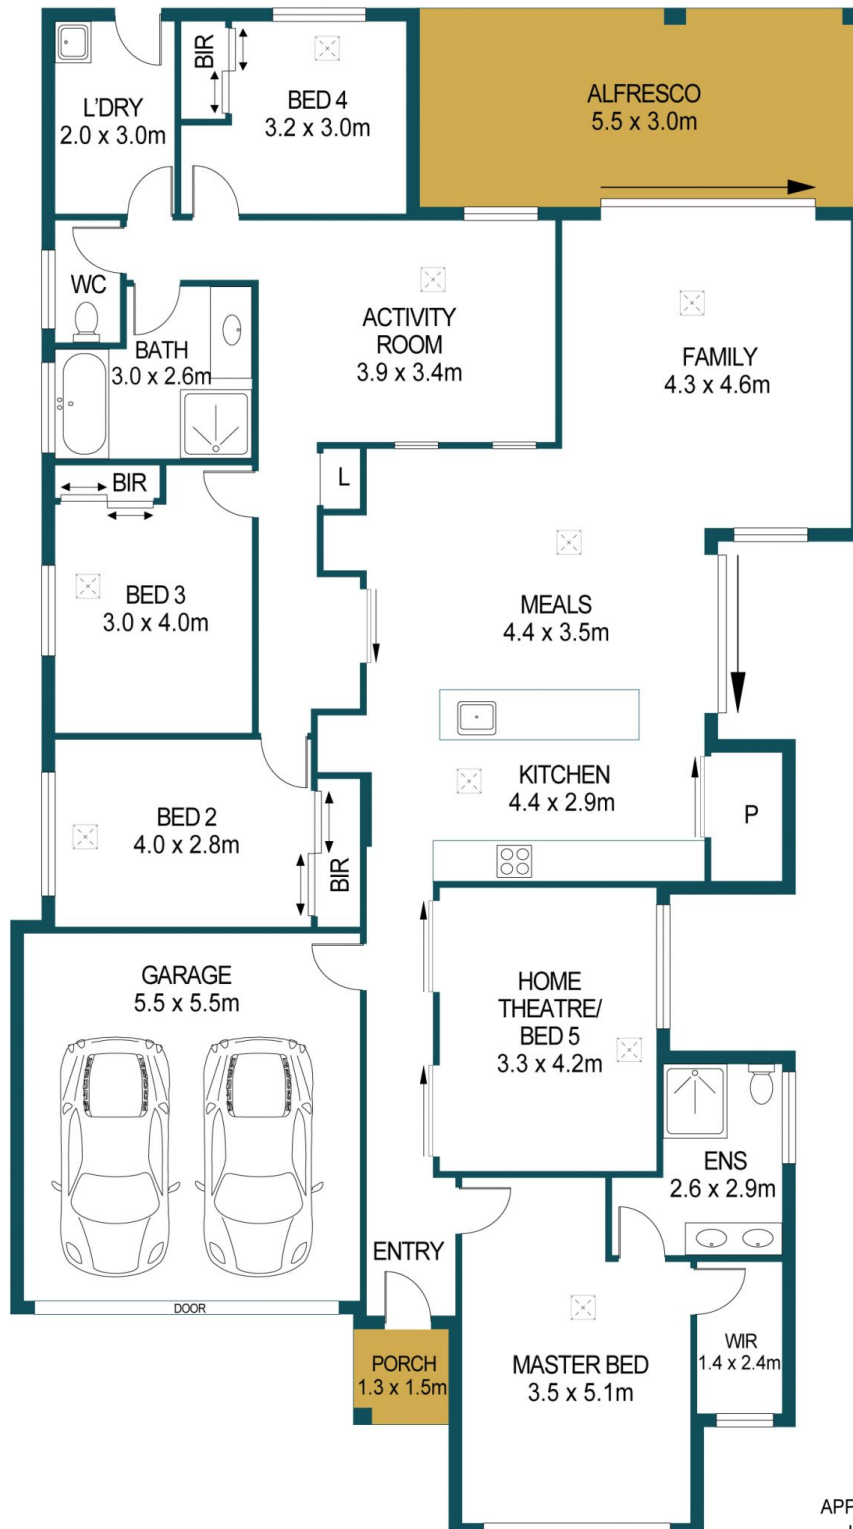 BIR
L'DRY
2.0 x 3.0m
BED 4
3.2 x 3.0m
ALFRESCO
5.5 x 3.0m
WC
BATH
3.0 x 2.6m
ACTIVITY
ROOM
3.9 x 3.4m
FAMILY
4.3 x 4.6m
BIR
L
BED 3
3.0 x 4.0m
MEALS
4.4 x 3.5m
KITCHEN
4.4 x 2.9m
P
BED 2
4.0 x 2.8m
BIR
GARAGE
5.5 x 5.5m
HOME
THEATRE/
BED 5
3.3 x 4.2m
ENS
2.6 x 2.9m
ENTRY
DOOR
PORCH
1.3 x 1.5m
MASTER BED
3.5 x 5.1m
WIR
1.4 x 2.4m
APP